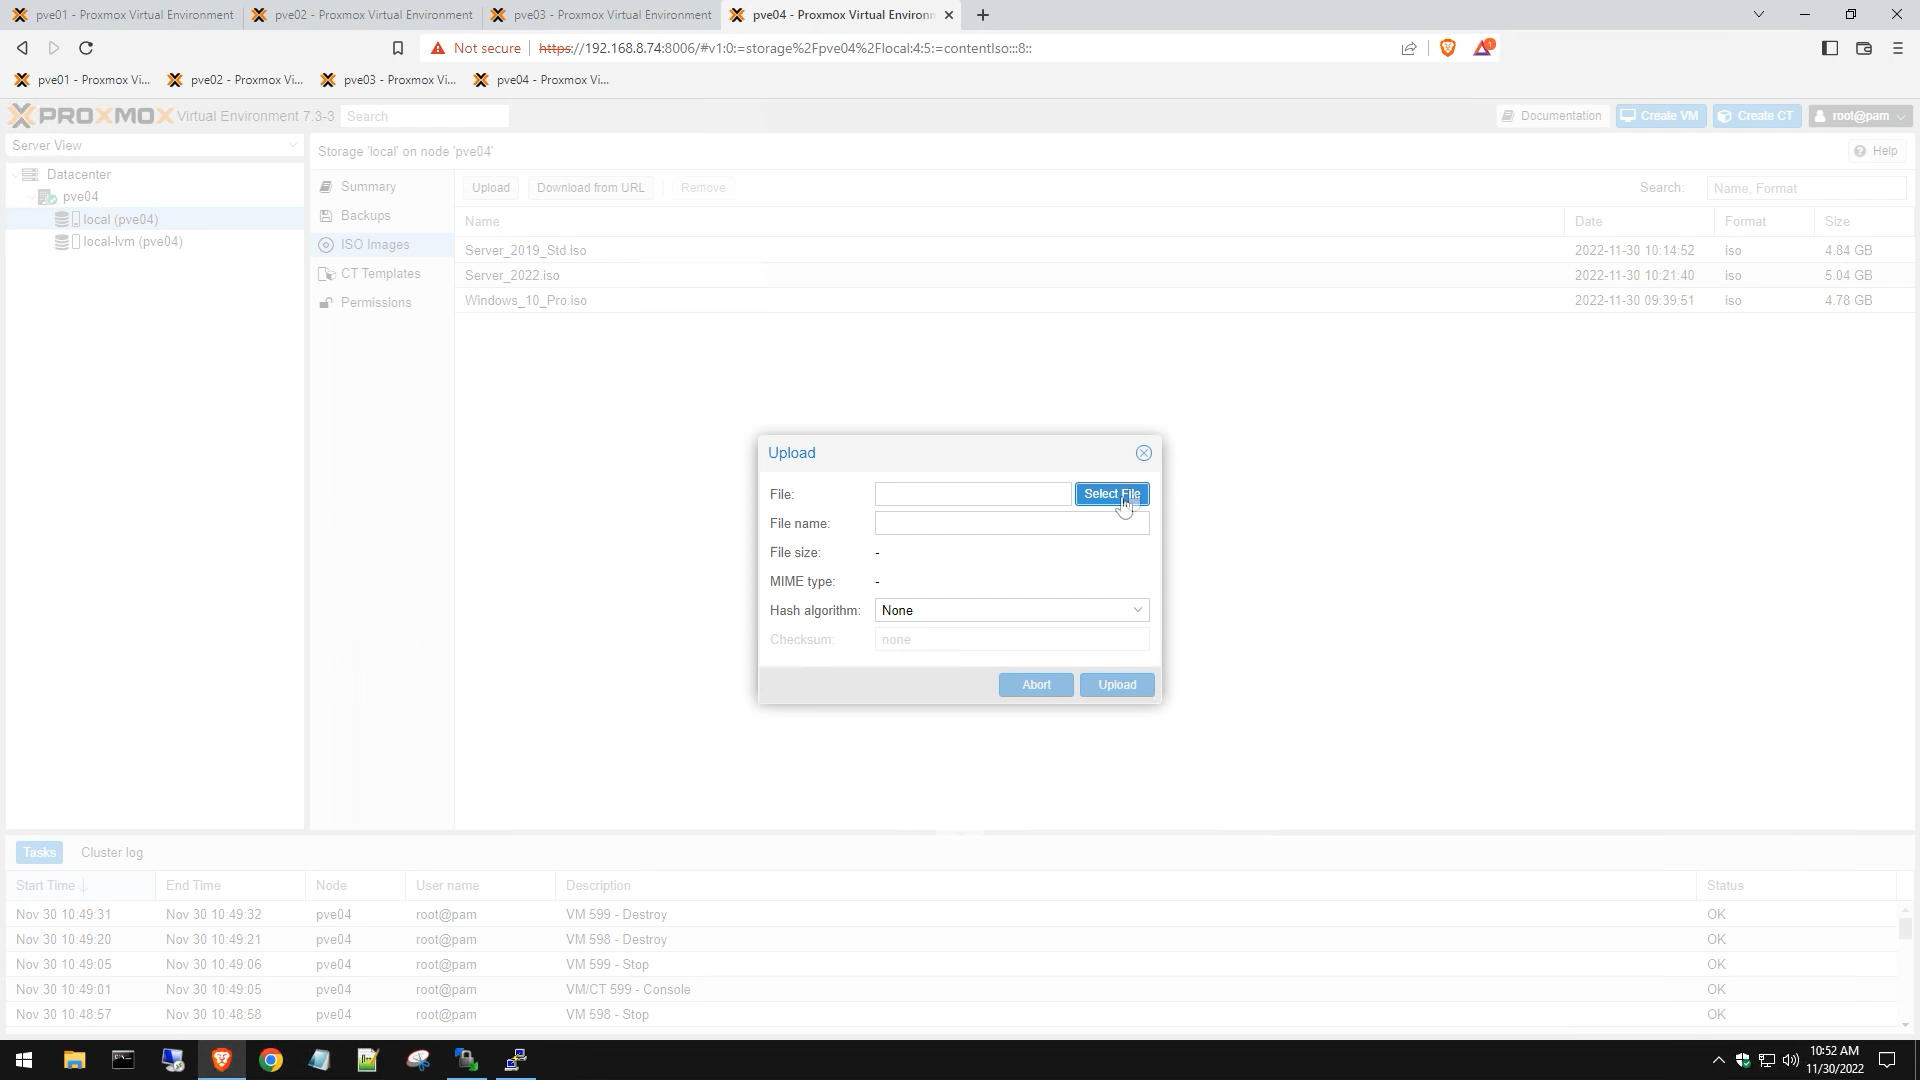 pve01 - Proxmox Virtual Environment
pve02 - Proxmox Virtual Environment
pve03 - Proxmox Virtual Environment
pve04 - Proxmox Virtual Environ
Not secure
https://192.168.8.74:8006/#v1:0:=storage%2Fpve04%2Flocal:4:5:=contentIso:::8::
pve01 - Proxmox Vi...
pve02 - Proxmox Vi...
pve03 - Proxmox Vi...
pve04 - Proxmox Vi...
PROXMOX Virtual Environment 7.3-3
Search
Documentation
Create VM
Create CT
root@pam
Server View
Storage 'local' on node 'pve04'
Help
Datacenter
pve04
local (pve04)
local-lvm (pve04)
Summary
Backups
ISO Images
CT Templates
Permissions
Upload
Download from URL
Remove
Search:
Name, Format
Name
Date
Format
Size
Server_2019_Std.iso
2022-11-30 10:14:52
iso
4.84 GB
Server_2022.iso
2022-11-30 10:21:40
iso
5.04 GB
Windows_10_Pro.iso
2022-11-30 09:39:51
iso
4.78 GB
Upload
File:
Select File
File name:
File size:
-
MIME type:
-
Hash algorithm:
None
Checksum:
none
Abort
Upload
Tasks
Cluster log
Start Time
End Time
Node
User name
Description
Status
Nov 30 10:49:31
Nov 30 10:49:32
pve04
root@pam
VM 599 - Destroy
OK
Nov 30 10:49:20
Nov 30 10:49:21
pve04
root@pam
VM 598 - Destroy
OK
Nov 30 10:49:05
Nov 30 10:49:06
pve04
root@pam
VM 599 - Stop
OK
Nov 30 10:49:01
Nov 30 10:49:05
pve04
root@pam
VM/CT 599 - Console
OK
Nov 30 10:48:57
Nov 30 10:48:58
pve04
root@pam
VM 598 - Stop
OK
10:52 AM
11/30/2022